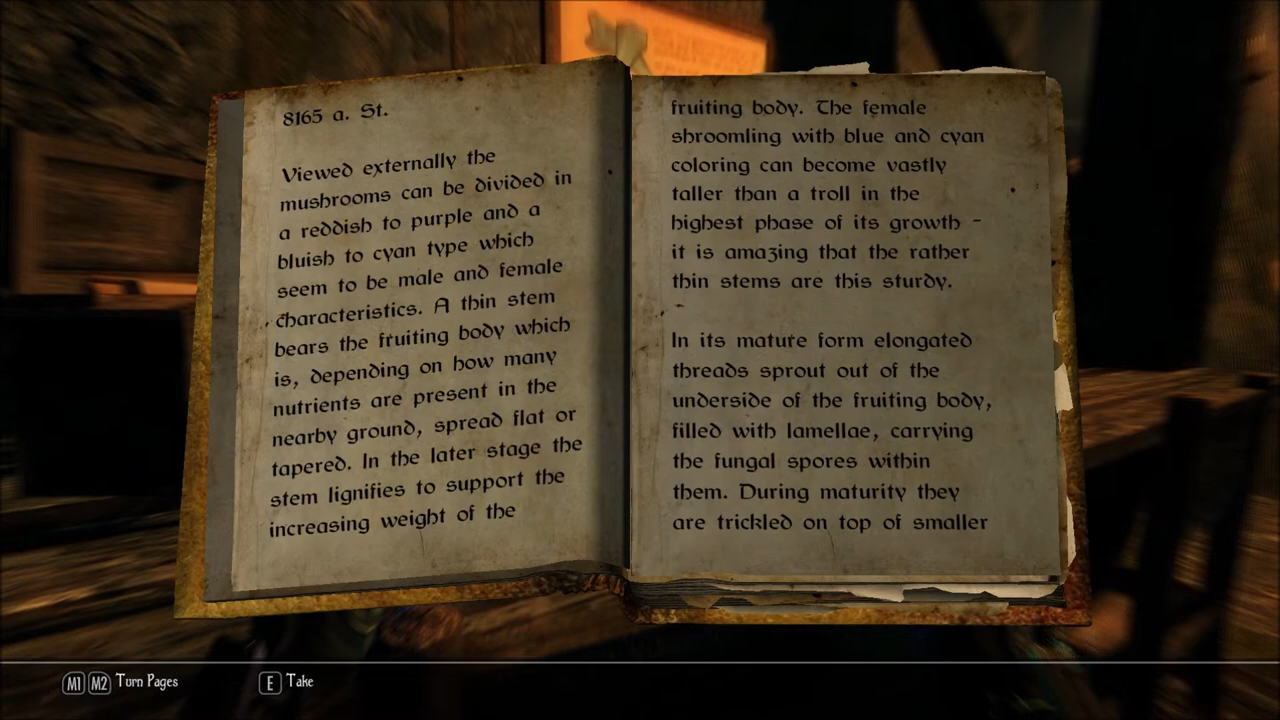 8165 a. St.
Viewed externally the
mushrooms can be divided in
a reddish to purple and a
bluish to cyan type which
seem to be male and female
characteristics. A thin stem
bears the fruiting body which
is, depending on how many
nutrients are present in the
nearby ground, spread flat or
tapered. In the later stage the
stem lignifies to support the
increasing weight of the
fruiting body. The female
shroomling with blue and cyan
coloring can become vastly
taller than a troll in the
highest phase of its growth -
it is amazing that the rather
thin stems are this sturdy.
In its mature form elongated
threads sprout out of the
underside of the fruiting body,
filled with lamellae, carrying
the fungal spores within
them. During maturity they
are trickled on top of smaller
M1 M2 Turn Pages
E Take